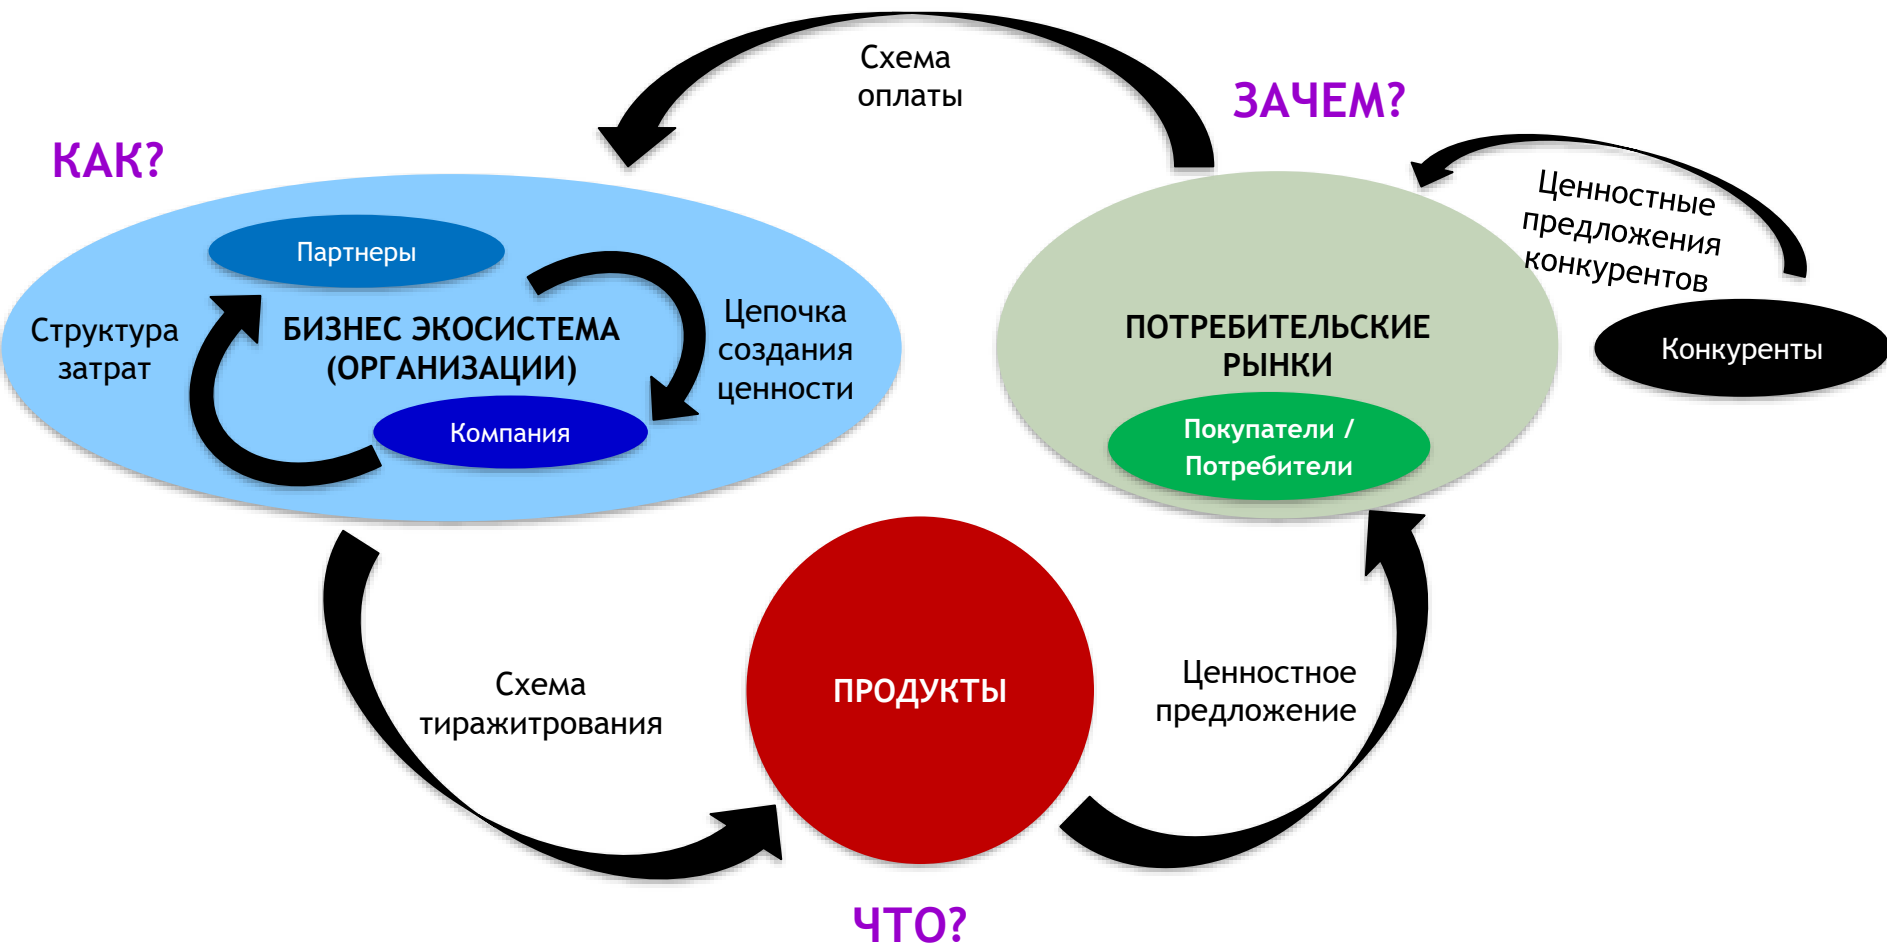 Схема
оплаты
ЗАЧЕМ?
КАК?
Ценностные
предложения
конкурентов
Партнеры
Структура
затрат
БИЗНЕС ЭКОСИСТЕМА
(ОРГАНИЗАЦИИ)
Цепочка
создания
ценности
Компания
ПОТРЕБИТЕЛЬСКИЕ
РЫНКИ
Покупатели /
Потребители
Конкуренты
Схема
тиражитрования
ПРОДУКТЫ
Ценностное
предложение
ЧТО?